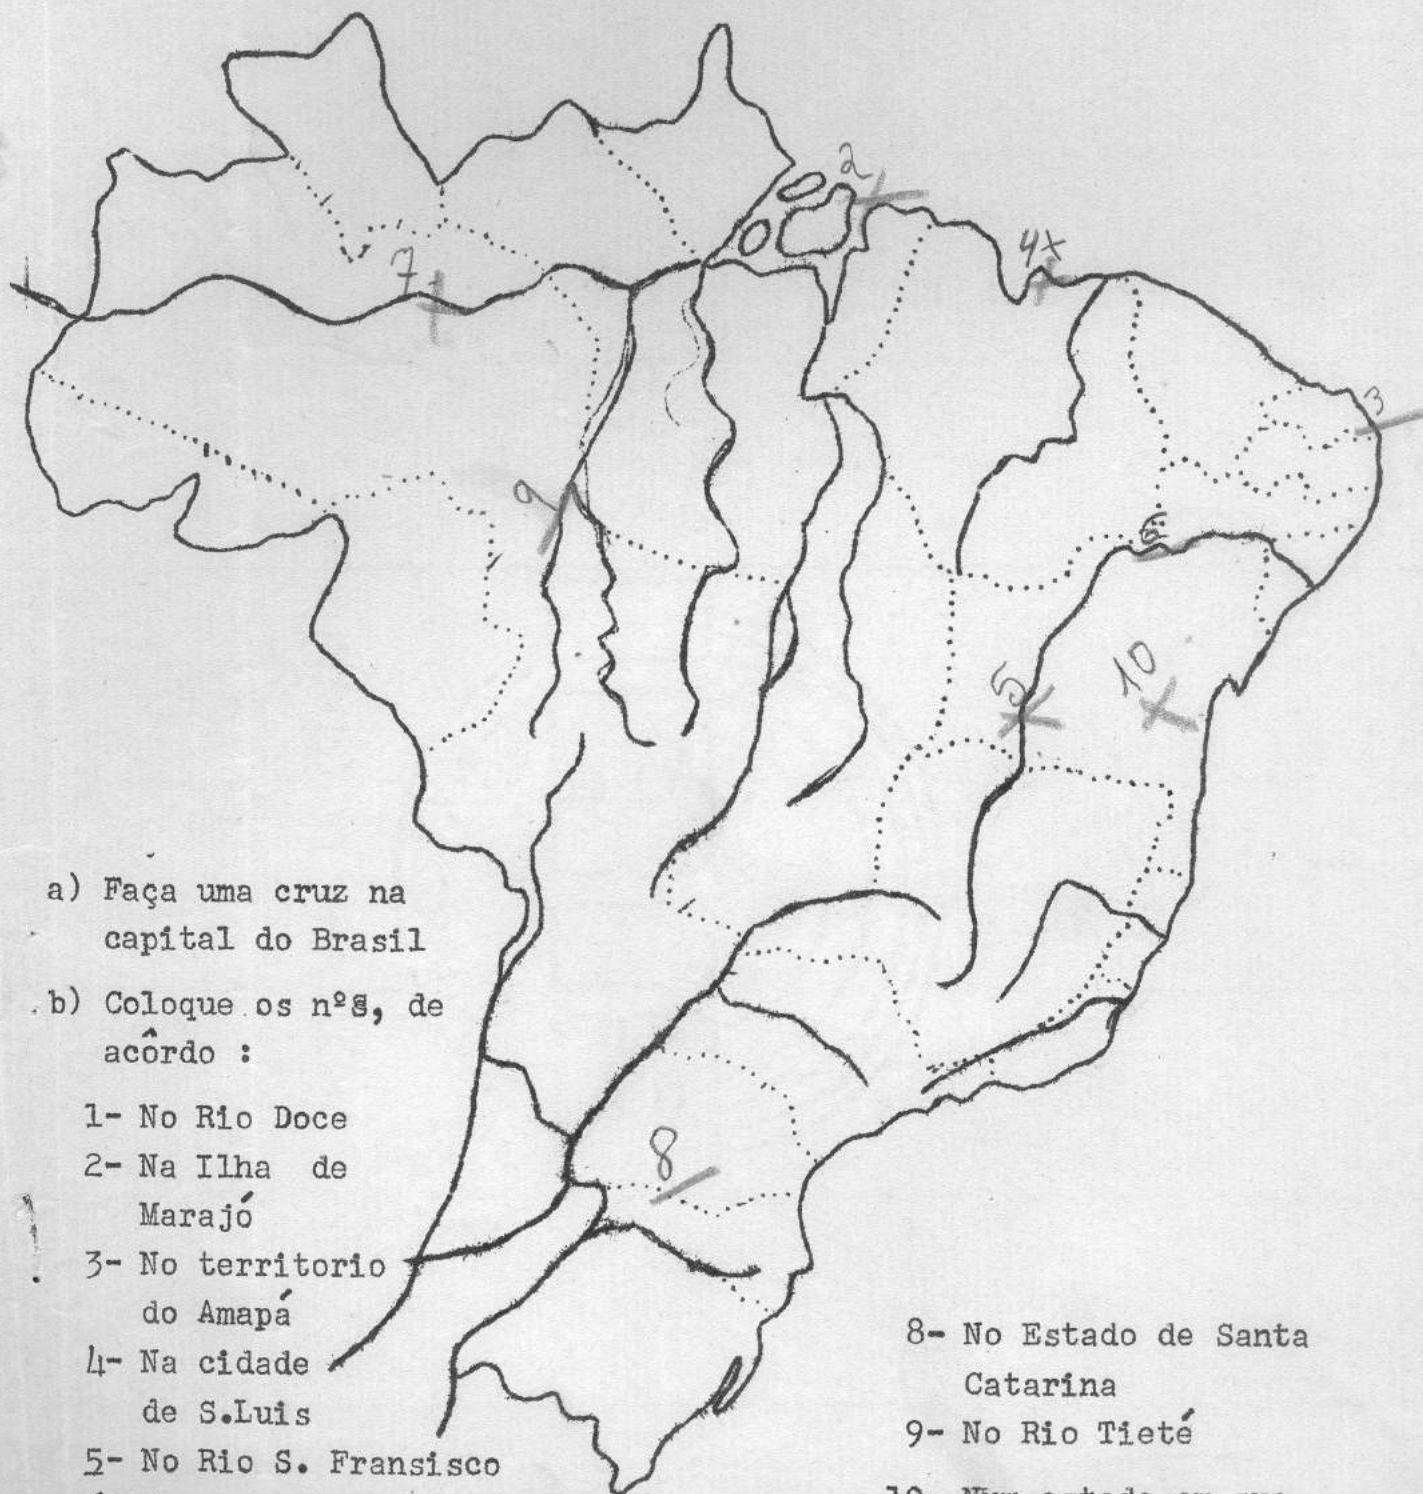 2
4x
7
3
9
6
5
10
a) Faça uma cruz na
capital do Brasil
b) Coloque os nºs, de
acôrdo :
1- No Rio Doce
2- Na Ilha de
Marajó
3- No territorio
do Amapá
4- Na cidade
de S.Luis
5- No Rio S. Fransisco
8
8- No Estado de Santa
Catarina
9- No Rio Tieté